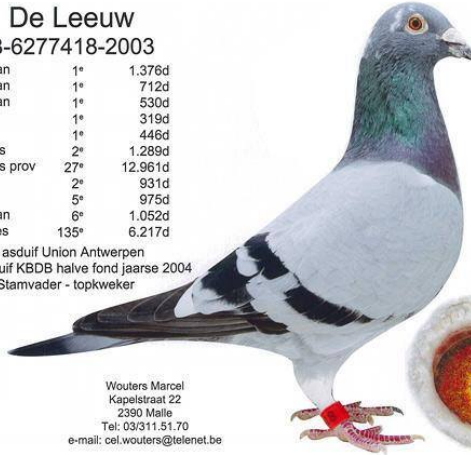 De Leeuw
-6277418-2003
an 1e 1.376d
an 1e 712d
an 1e 530d
1e 319d
1e 446d
s 2e 1.289d
s prov 27e 12.961d
2e 931d
5e 975d
an 6e 1.052d
es 135e 6.217d
asduif Union Antwerpen
uif KBDB halve fond jaarse 2004
Stamvader - topkweker
Wouters Marcel
Kapelstraat 22
2390 Malle
Tel: 03/311.51.70
e-mail: cel.wouters@telenet.be